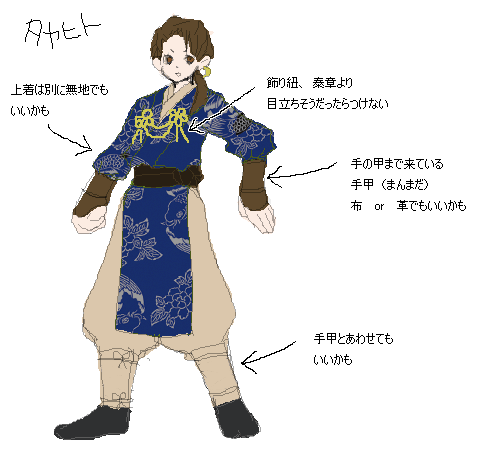 タカヒト
上着は別に無地でも
いいかも
飾り紐、泰章より
目立ちそうだったらつけない
手の甲まで来ている
手甲（まんまだ）
布　or　革でもいいかも
手甲とあわせても
いいかも